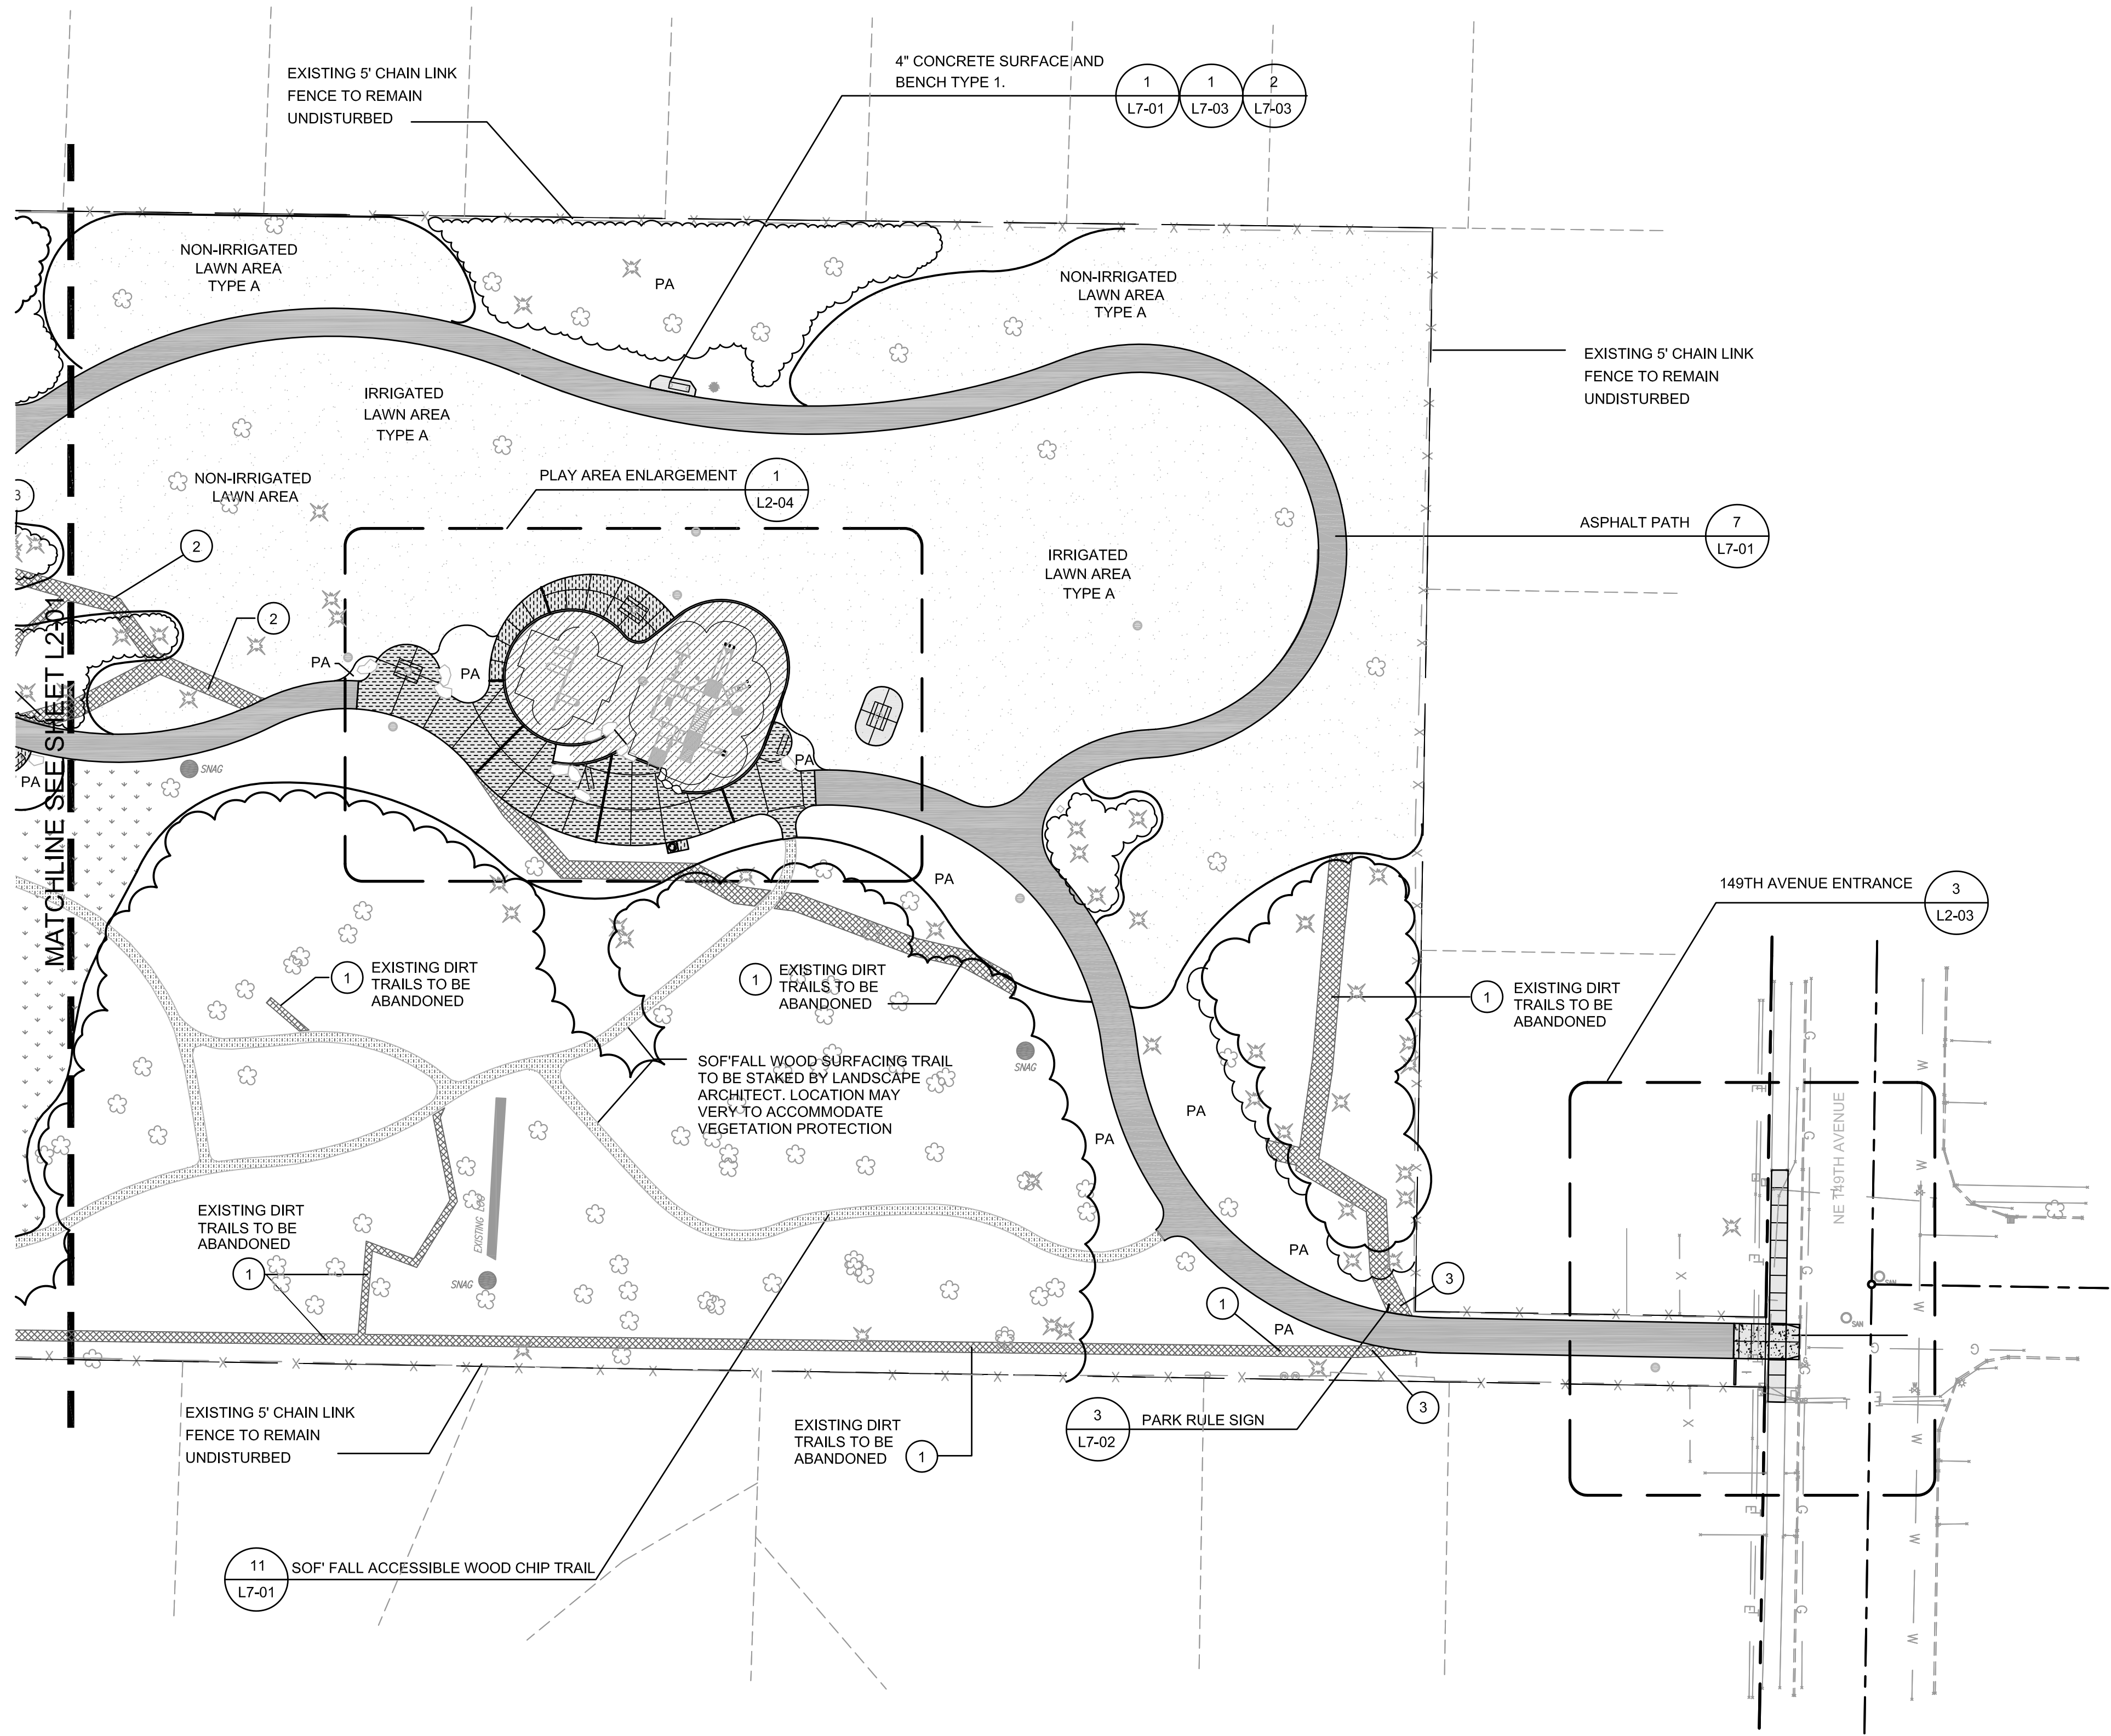 EXISTING 5' CHAIN LINK
FENCE TO REMAIN
UNDISTURBED
4" CONCRETE SURFACE AND
BENCH TYPE 1.
1
L7-01
1
L7-03
2
L7-03
NON-IRRIGATED
LAWN AREA
TYPE A
PA
NON-IRRIGATED
LAWN AREA
TYPE A
EXISTING 5' CHAIN LINK
FENCE TO REMAIN
UNDISTURBED
IRRIGATED
LAWN AREA
TYPE A
NON-IRRIGATED
LAWN AREA
PLAY AREA ENLARGEMENT
1
L2-04
3
2
2
ASPHALT PATH
7
L7-01
IRRIGATED
LAWN AREA
TYPE A
MATCHLINE SEE SHEET L2-01
PA
PA
PA
PA
SNAG
PA
149TH AVENUE ENTRANCE
3
L2-03
1
EXISTING DIRT
TRAILS TO BE
ABANDONED
1
EXISTING DIRT
TRAILS TO BE
ABANDONED
1
EXISTING DIRT
TRAILS TO BE
ABANDONED
SNAG
SOF'FALL WOOD SURFACING TRAIL
TO BE STAKED BY LANDSCAPE
ARCHITECT. LOCATION MAY
VERY TO ACCOMMODATE
VEGETATION PROTECTION
PA
PA
PA
PA
NE 149TH AVENUE
EXISTING DIRT
TRAILS TO BE
ABANDONED
1
EXISTING LOG
SNAG
1
3
3
SAN
SAN
EXISTING 5' CHAIN LINK
FENCE TO REMAIN
UNDISTURBED
EXISTING DIRT
TRAILS TO BE
ABANDONED
1
3
L7-02
PARK RULE SIGN
11
L7-01
SOF' FALL ACCESSIBLE WOOD CHIP TRAIL